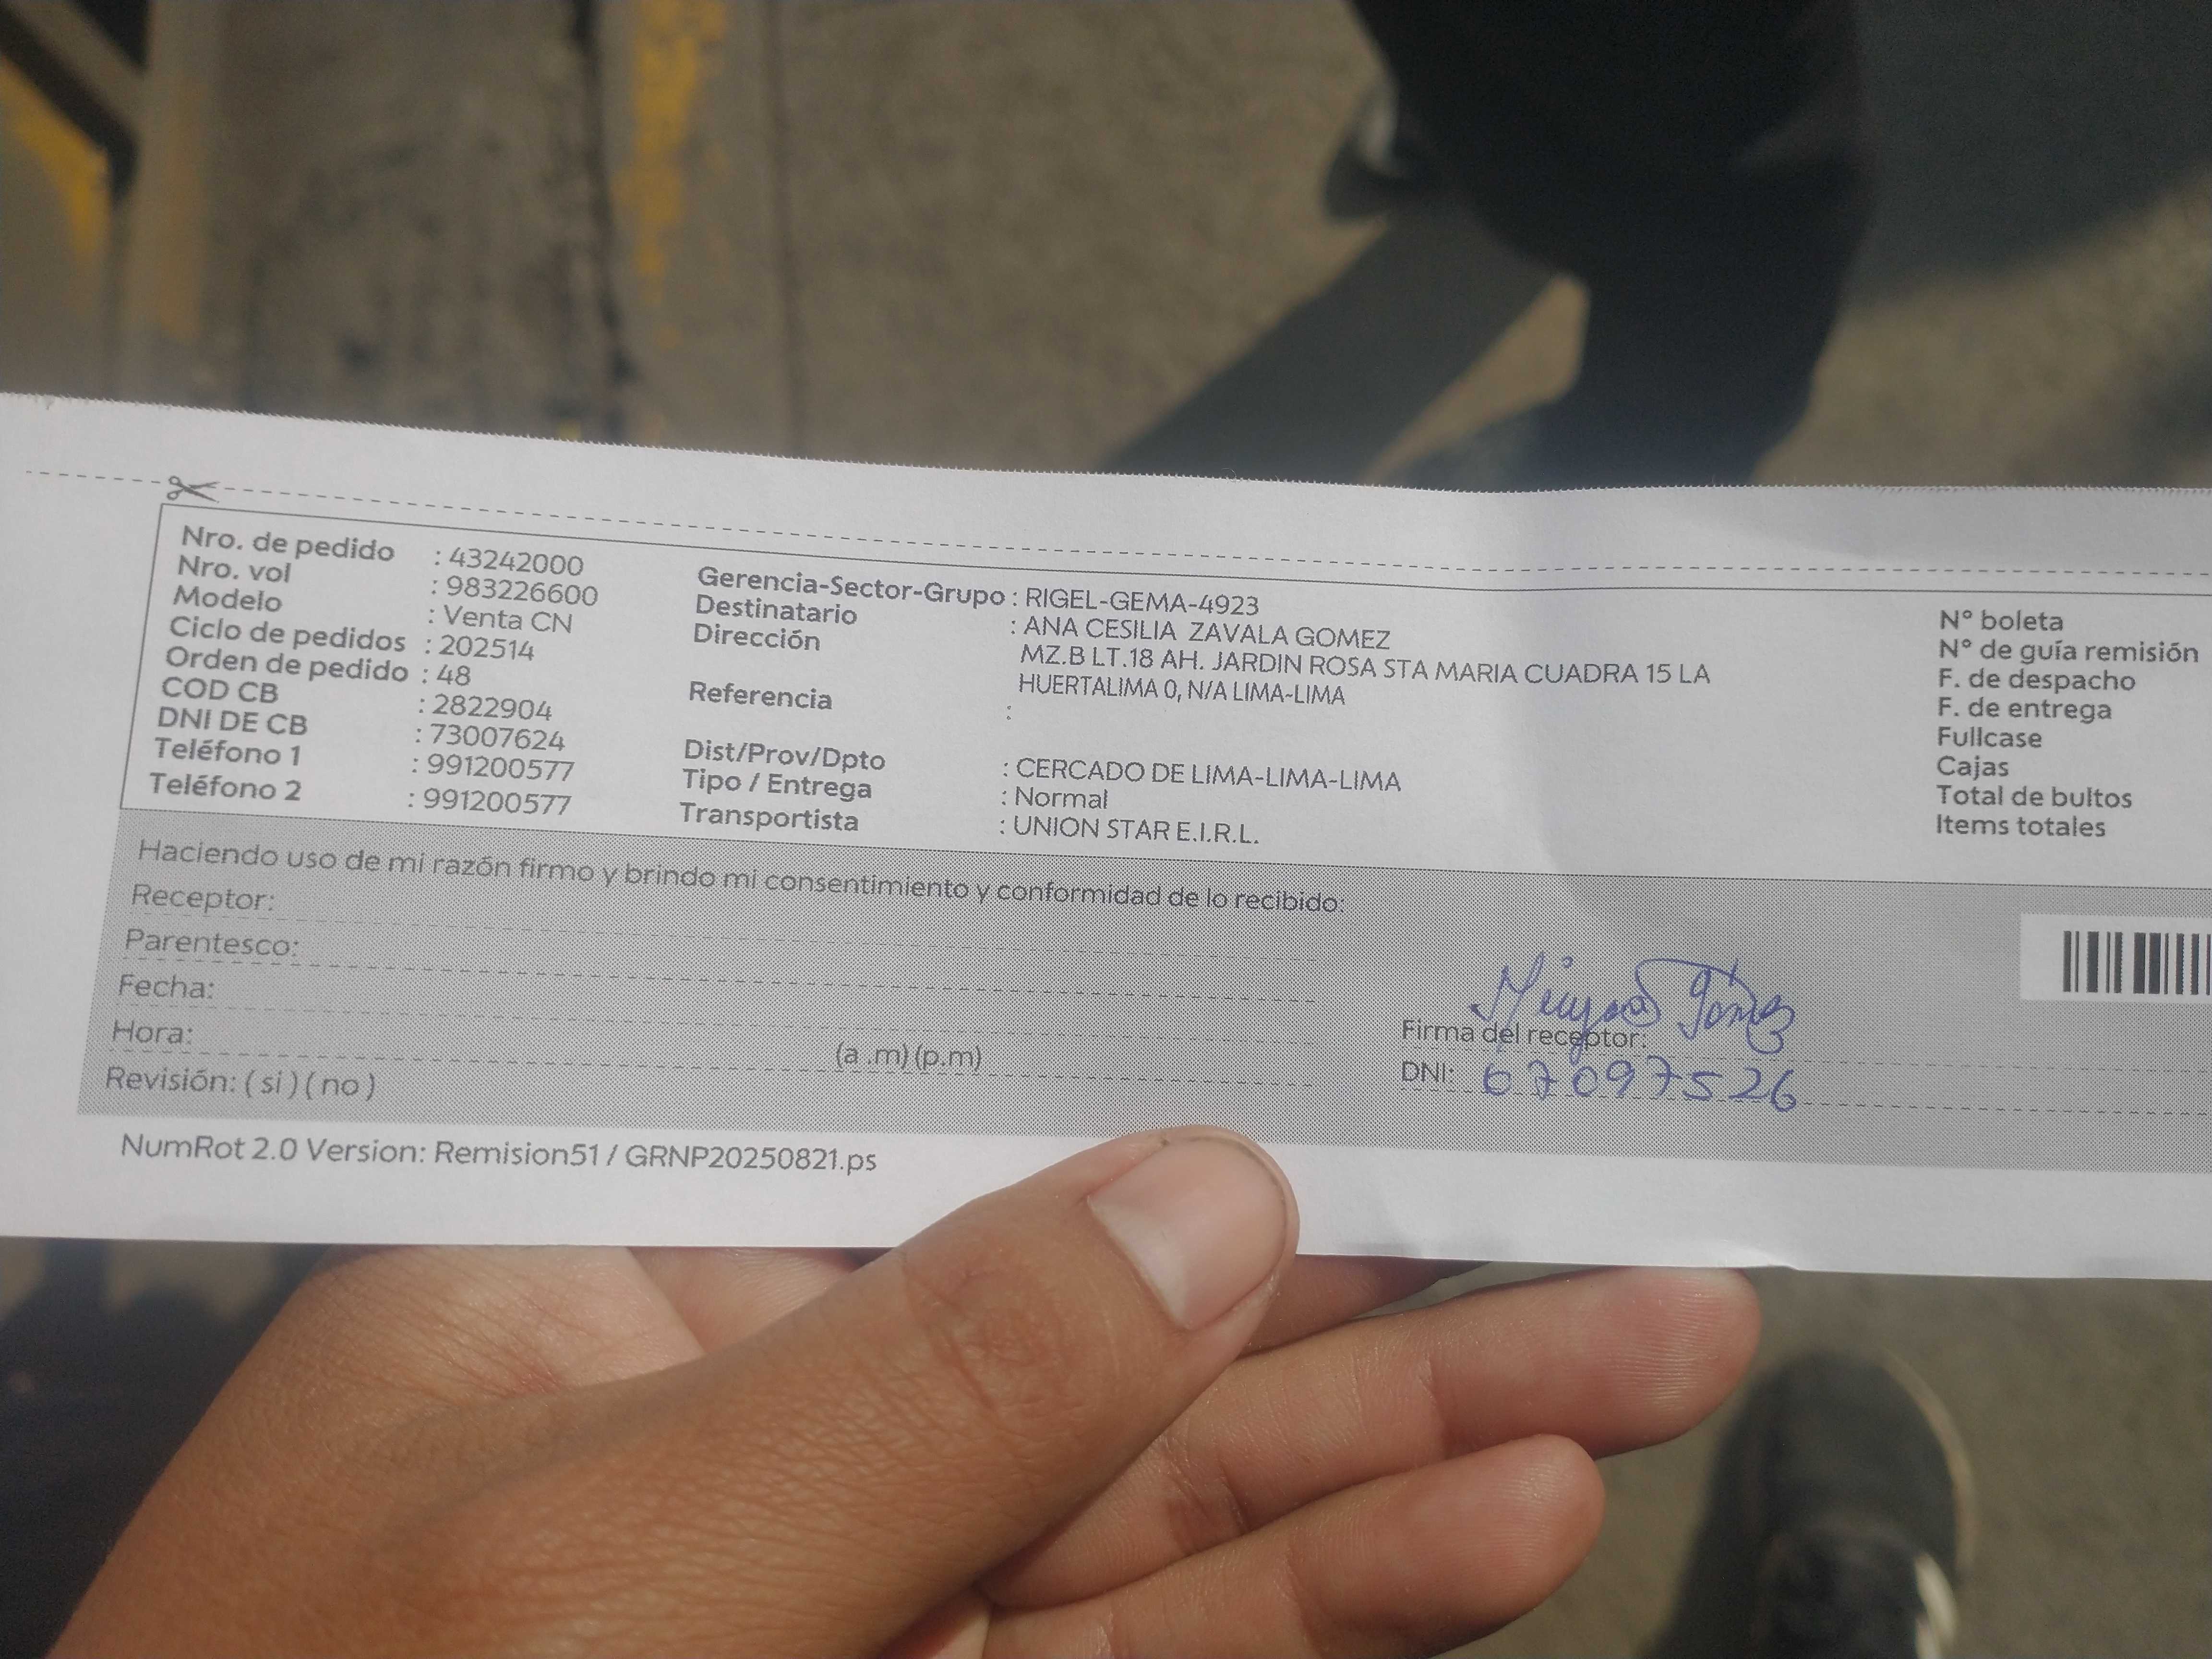 Nro. de pedido : 43242000
Nro. vol : 983226600
Modelo : Venta CN
Ciclo de pedidos : 202514
Orden de pedido : 48
COD CB : 2822904
DNI DE CB : 73007624
Teléfono 1 : 991200577
Teléfono 2 : 991200577
Gerencia-Sector-Grupo : RIGEL-GEMA-4923
Destinatario : ANA CESILIA ZAVALA GOMEZ
Dirección MZ.B LT.18 AH. JARDIN ROSA STA MARIA CUADRA 15 LA
HUERTALIMA 0, N/A LIMA-LIMA
Referencia :
Dist/Prov/Dpto : CERCADO DE LIMA-LIMA-LIMA
Tipo / Entrega : Normal
Transportista : UNION STAR E.I.R.L.
N° boleta
N° de guía remisión
F. de despacho
F. de entrega
Fullcase
Cajas
Total de bultos
Items totales
Haciendo uso de mi razón firmo y brindo mi consentimiento y conformidad de lo recibido:
Receptor:
Parentesco:
Fecha:
Hora: (a .m) (p.m)
Revisión: ( si ) ( no )
Firma del receptor:
DNI: 67097526
NumRot 2.0 Version: Remision51 / GRNP20250821.ps